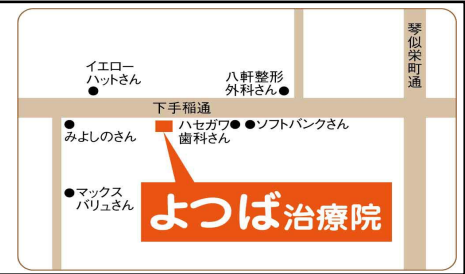 イエロー
ハットさん
八軒整形
外科さん
琴似栄町通
下手稲通
みよしのさん
ハセガワ
歯科さん
ソフトバンクさん
マックス
バリュさん
よつば治療院